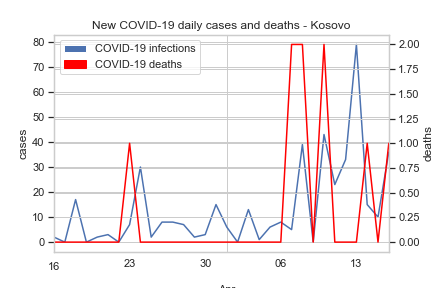 New COVID-19 daily cases and deaths - Kosovo
COVID-19 infections
COVID-19 deaths
80
70
60
50
40
30
20
10
0
cases
2.00
1.75
1.50
1.25
1.00
0.75
0.50
0.25
0.00
deaths
16 23 30 06 13
Apr